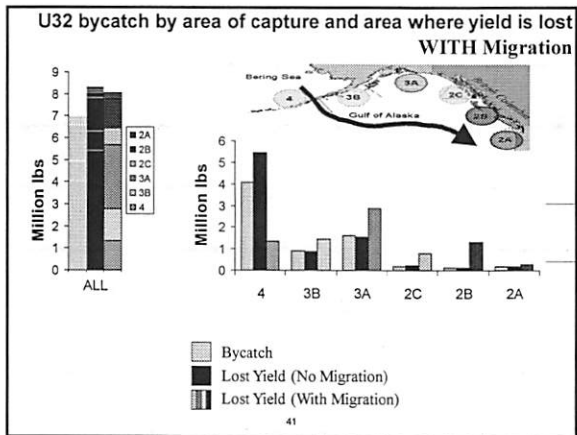 U32 bycatch by area of capture and area where yield is lost
WITH Migration
Bering Sea
4
3B
3A
2C
2B
2A
Gulf of Alaska
Million lbs
9
8
7
6
5
4
3
2
1
0
ALL
2A
2B
2C
3A
3B
4
Million lbs
6
5
4
3
2
1
0
4 3B 3A 2C 2B 2A
Bycatch
Lost Yield (No Migration)
Lost Yield (With Migration)
41